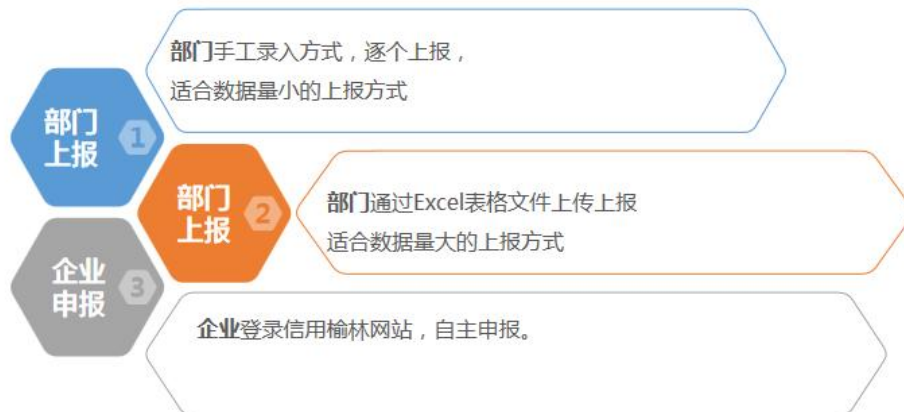 部门手工录入方式，逐个上报，
适合数据量小的上报方式
部门
上报
1
部门
上报
2
部门通过Excel表格文件上传上报
适合数据量大的上报方式
企业
申报
3
企业登录信用榆林网站，自主申报。